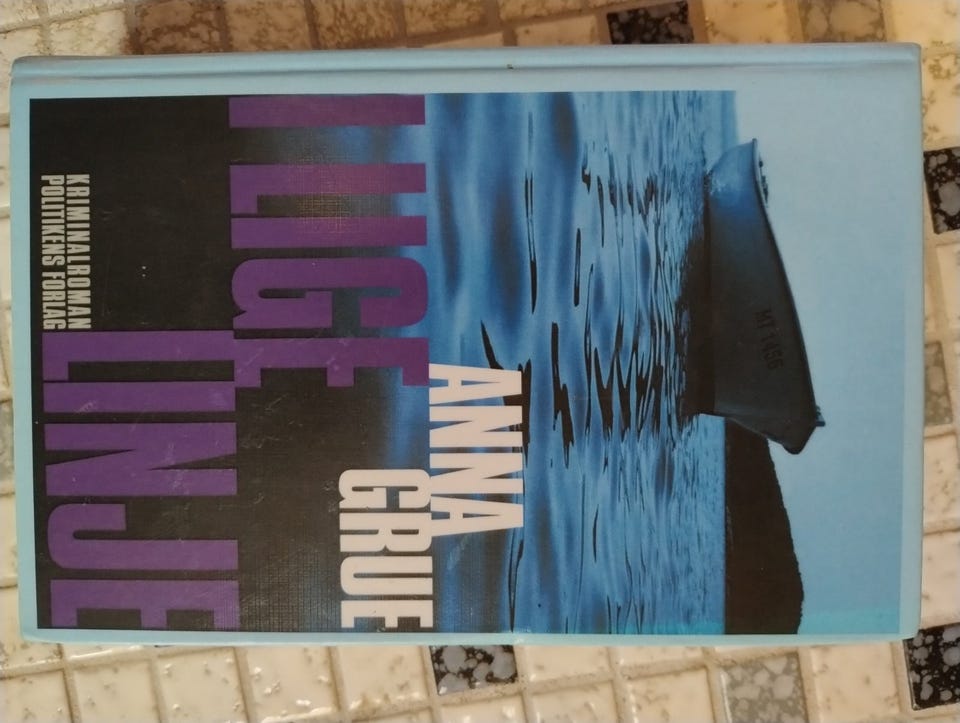 ANNA
GRUE
I LIGE
LINJE
KRIMINALROMAN
POLITIKENS FORLAG